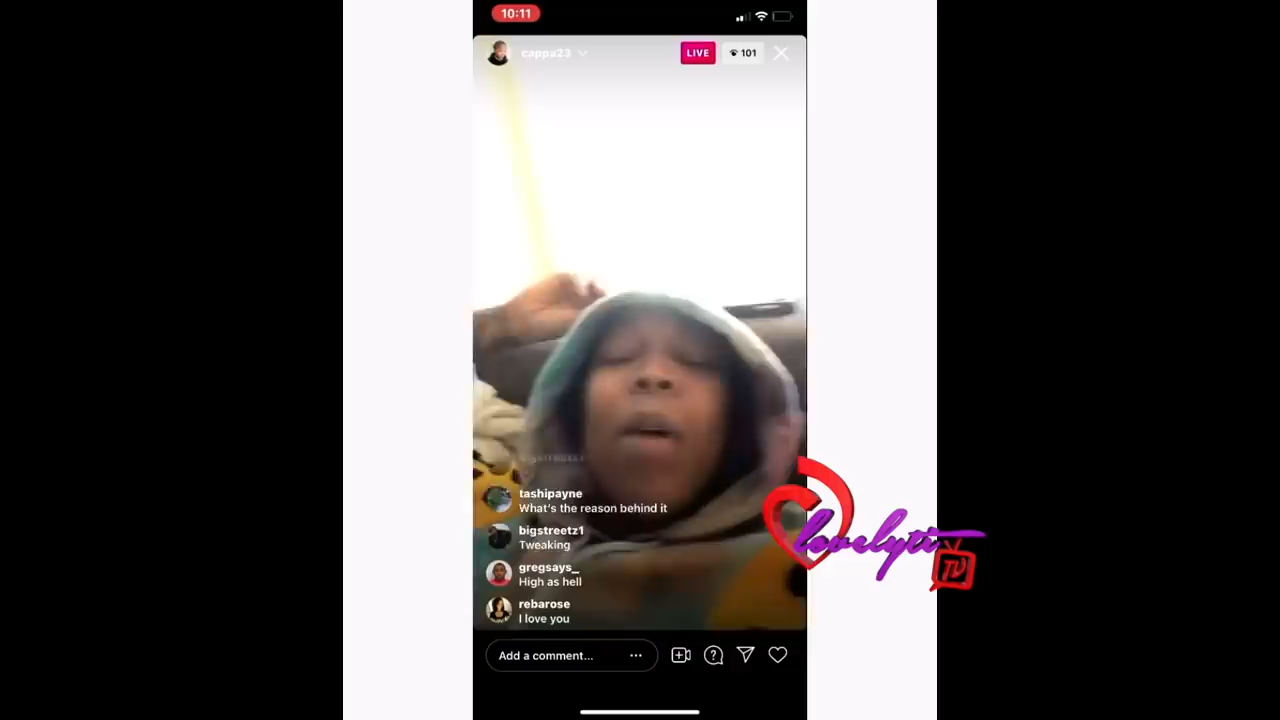 10:11
cappa23
LIVE
101
tashipayne
What's the reason behind it
bigstreetz1
Tweaking
gregsays_
High as hell
rebarose
I love you
lovelyti
TV
Add a comment...